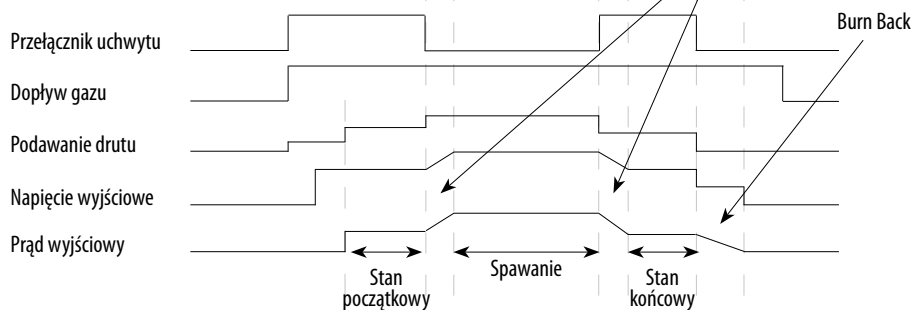 Burn Back
Przełącznik uchwytu
Dopływ gazu
Podawanie drutu
Napięcie wyjściowe
Prąd wyjściowy
Stan
początkowy
Spawanie
Stan
końcowy